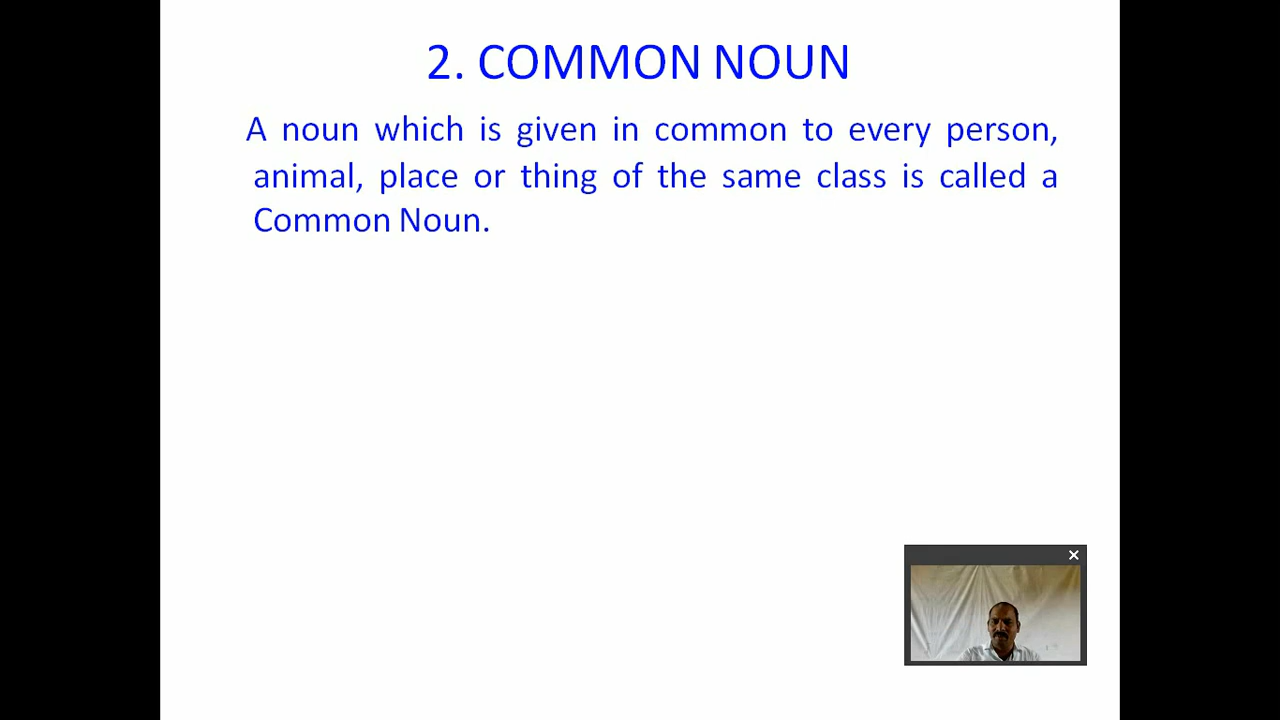 2. COMMON NOUN
A noun which is given in common to every person,
animal, place or thing of the same class is called a
Common Noun.